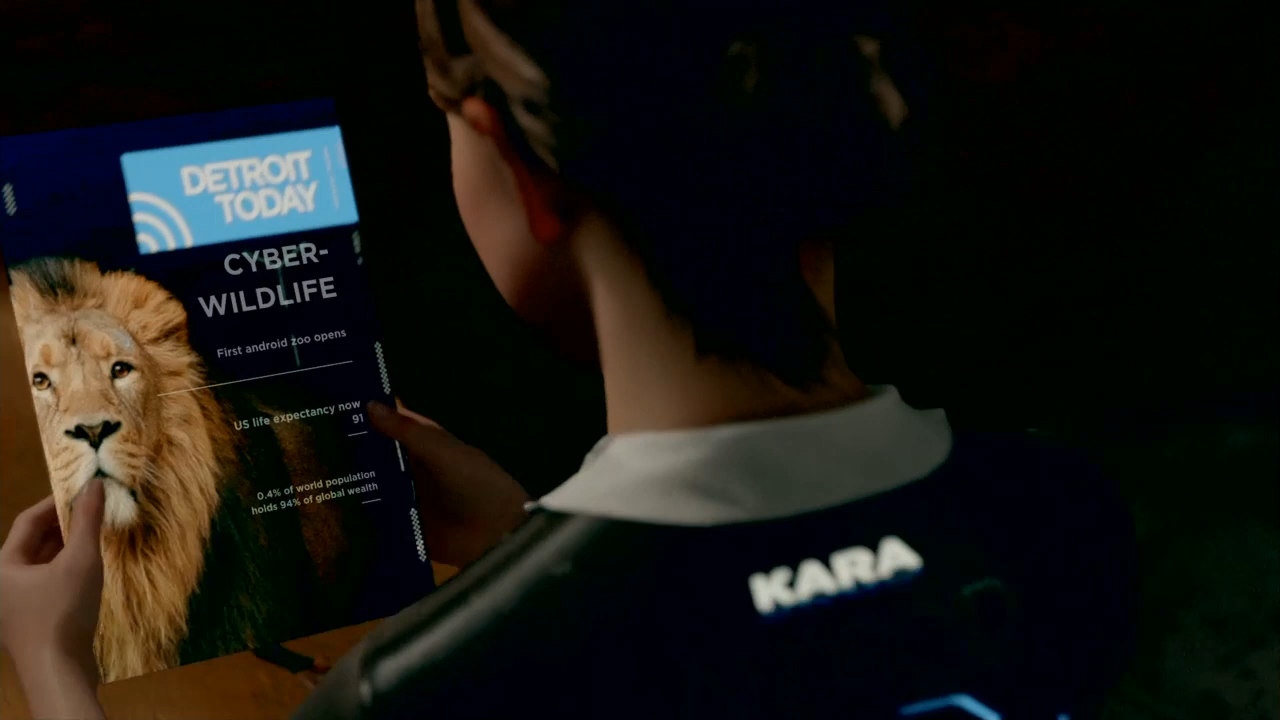 DETROIT
TODAY
CYBER-
WILDLIFE
First android zoo opens
US life expectancy now
91
0.4% of world population
holds 94% of global wealth
KARA